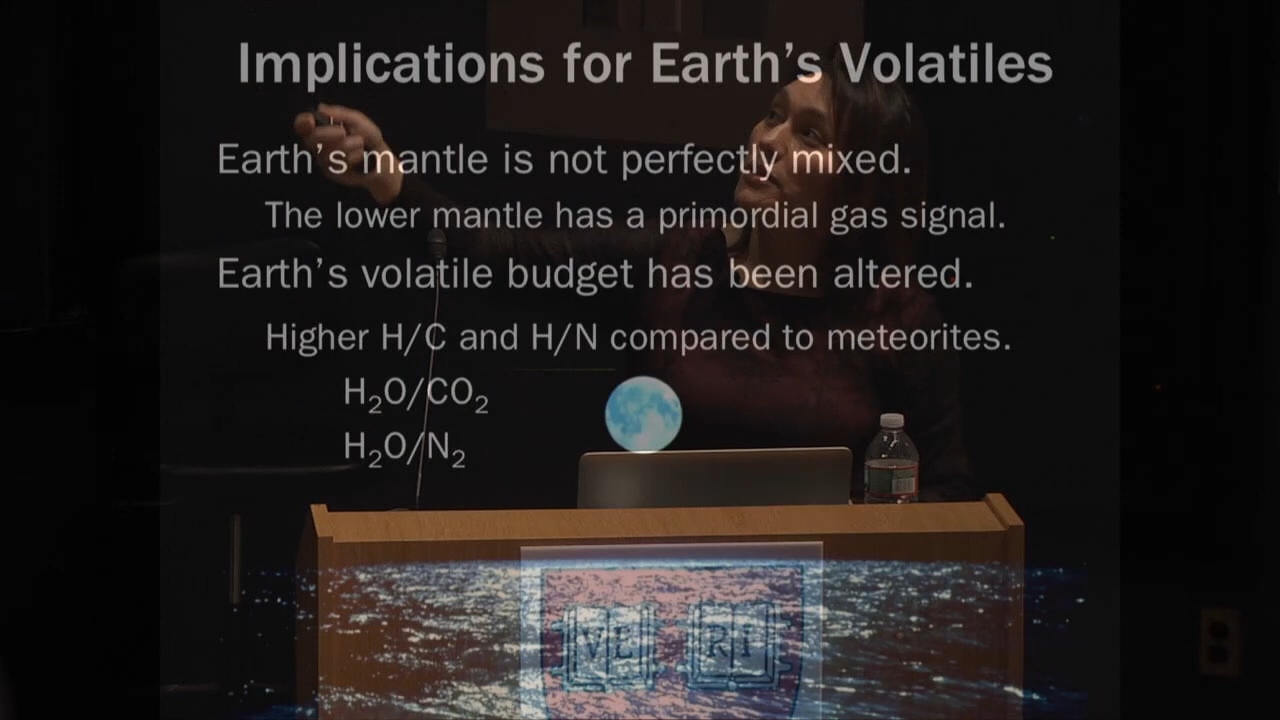 Implications for Earth's Volatiles
Earth's mantle is not perfectly mixed.
The lower mantle has a primordial gas signal.
Earth's volatile budget has been altered.
Higher H/C and H/N compared to meteorites.
H₂O/CO₂
H₂O/N₂
VE RI